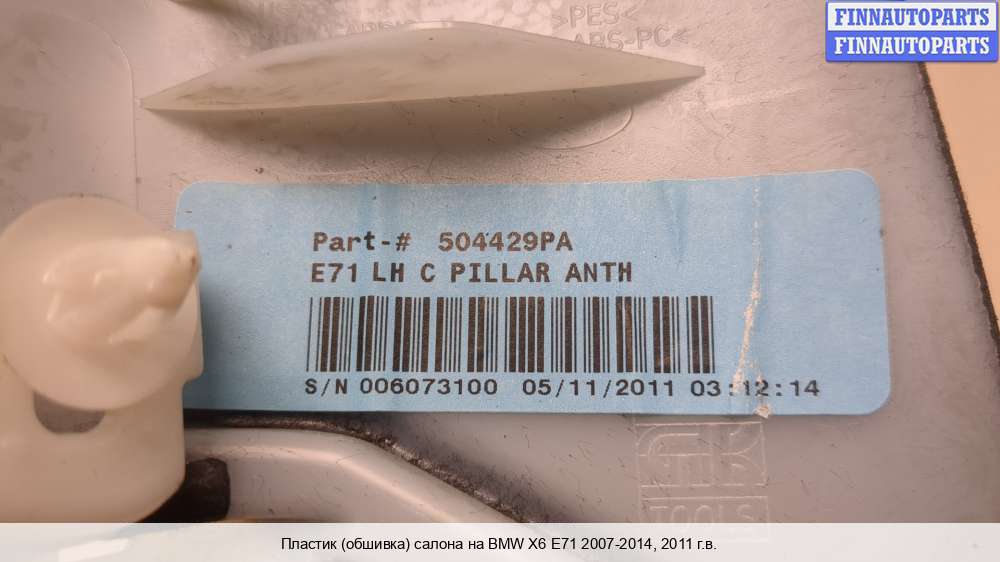 FINNAUTOPARTS
FINNAUTOPARTS
>PES<
>ABS-PC<
Part-# 504429PA
E71 LH C PILLAR ANTH
S/N 006073100 05/11/2011 03:12:14
TOOLS
Пластик (обшивка) салона на BMW X6 E71 2007-2014, 2011 г.в.